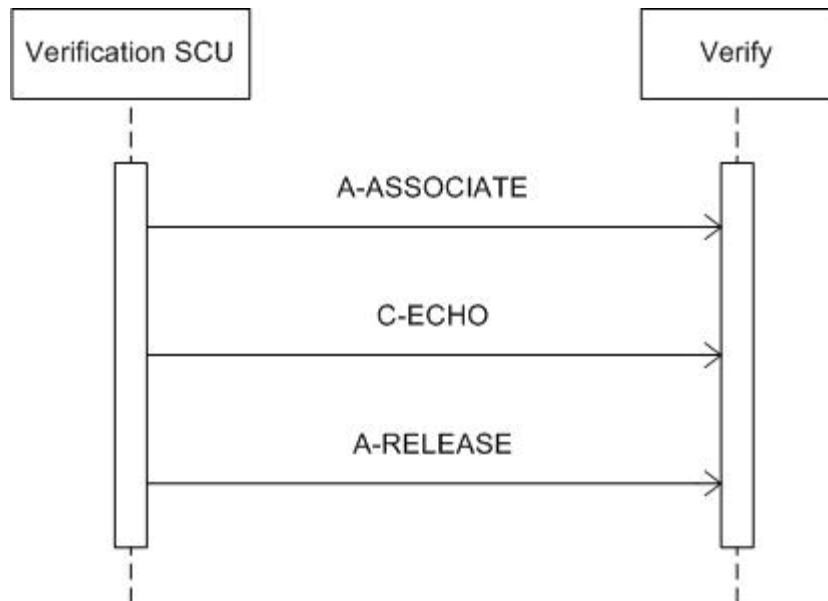 Verification SCU
Verify
A-ASSOCIATE
C-ECHO
A-RELEASE